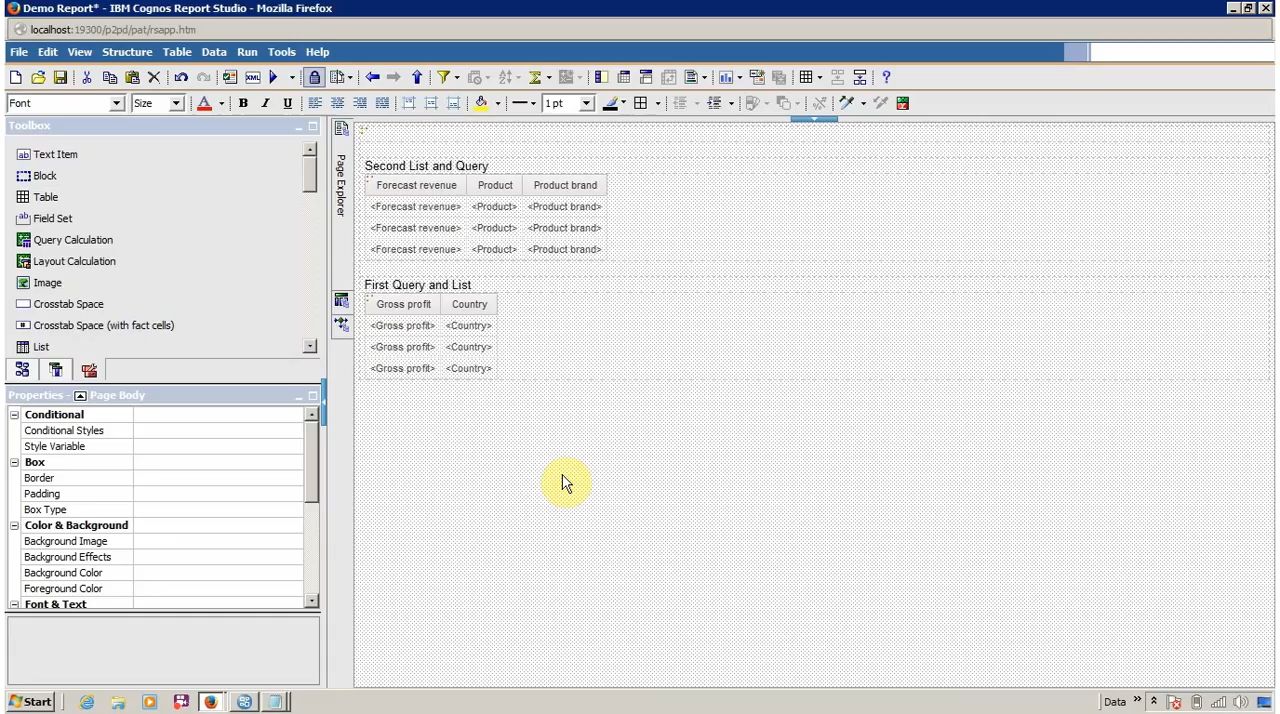 Demo Report* - IBM Cognos Report Studio - Mozilla Firefox
localhost:19300/p2pd/pat/rsapp.htm
File Edit View Structure Table Data Run Tools Help
Font Size B I U 1 pt
Toolbox
Text Item
Block
Table
Field Set
Query Calculation
Layout Calculation
Image
Crosstab Space
Crosstab Space (with fact cells)
List
Properties - Page Body
Conditional
Conditional Styles
Style Variable
Box
Border
Padding
Box Type
Color & Background
Background Image
Background Effects
Background Color
Foreground Color
Font & Text
Page Explorer
Second List and Query
Forecast revenue Product Product brand
<Forecast revenue> <Product> <Product brand>
<Forecast revenue> <Product> <Product brand>
<Forecast revenue> <Product> <Product brand>
First Query and List
Gross profit Country
<Gross profit> <Country>
<Gross profit> <Country>
<Gross profit> <Country>
Start Data